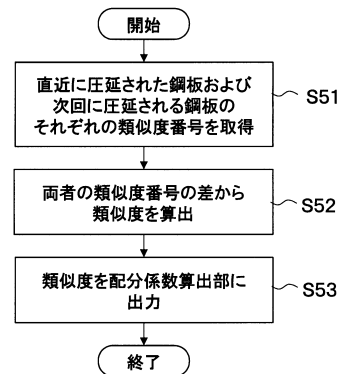 開始
直近に圧延された鋼板および
次回に圧延される鋼板の
それぞれの類似度番号を取得
S51
両者の類似度番号の差から
類似度を算出
S52
類似度を配分係数算出部に
出力
S53
終了